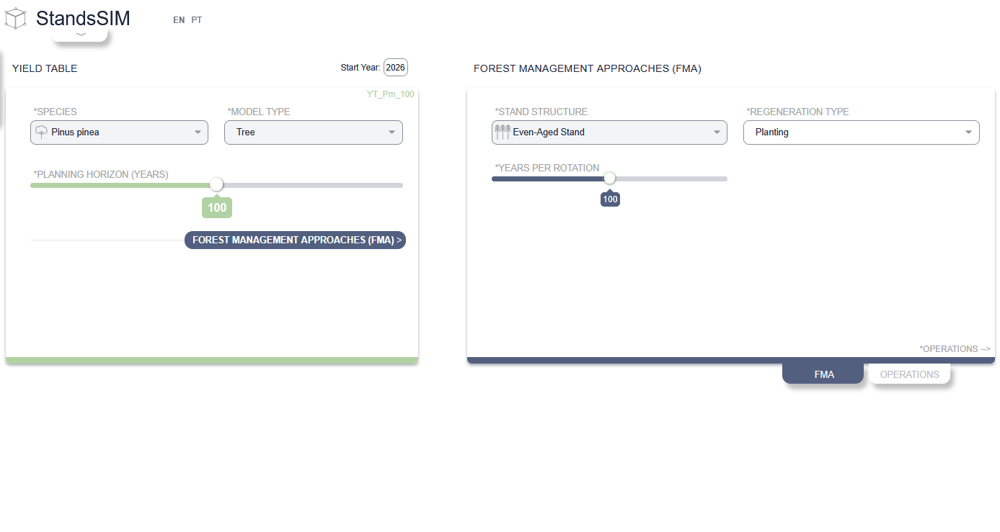 StandsSIM
EN PT
YIELD TABLE
Start Year: 2026
YT_Pm_100
*SPECIES
*MODEL TYPE
Pinus pinea
Tree
*PLANNING HORIZON (YEARS)
100
FOREST MANAGEMENT APPROACHES (FMA) >
FOREST MANAGEMENT APPROACHES (FMA)
*STAND STRUCTURE
*REGENERATION TYPE
Even-Aged Stand
Planting
*YEARS PER ROTATION
100
*OPERATIONS -->
FMA
OPERATIONS